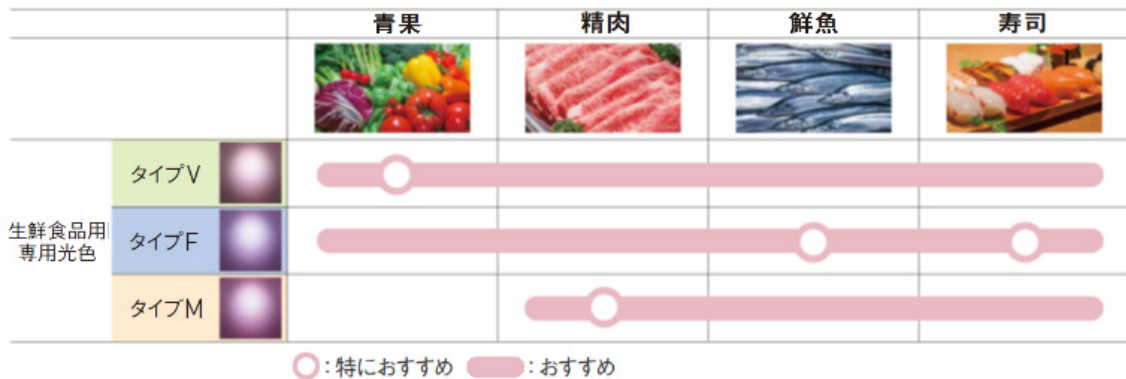 青果 精肉 鮮魚 寿司
タイプV
生鮮食品用
専用光色
タイプF
タイプM
:特におすすめ :おすすめ